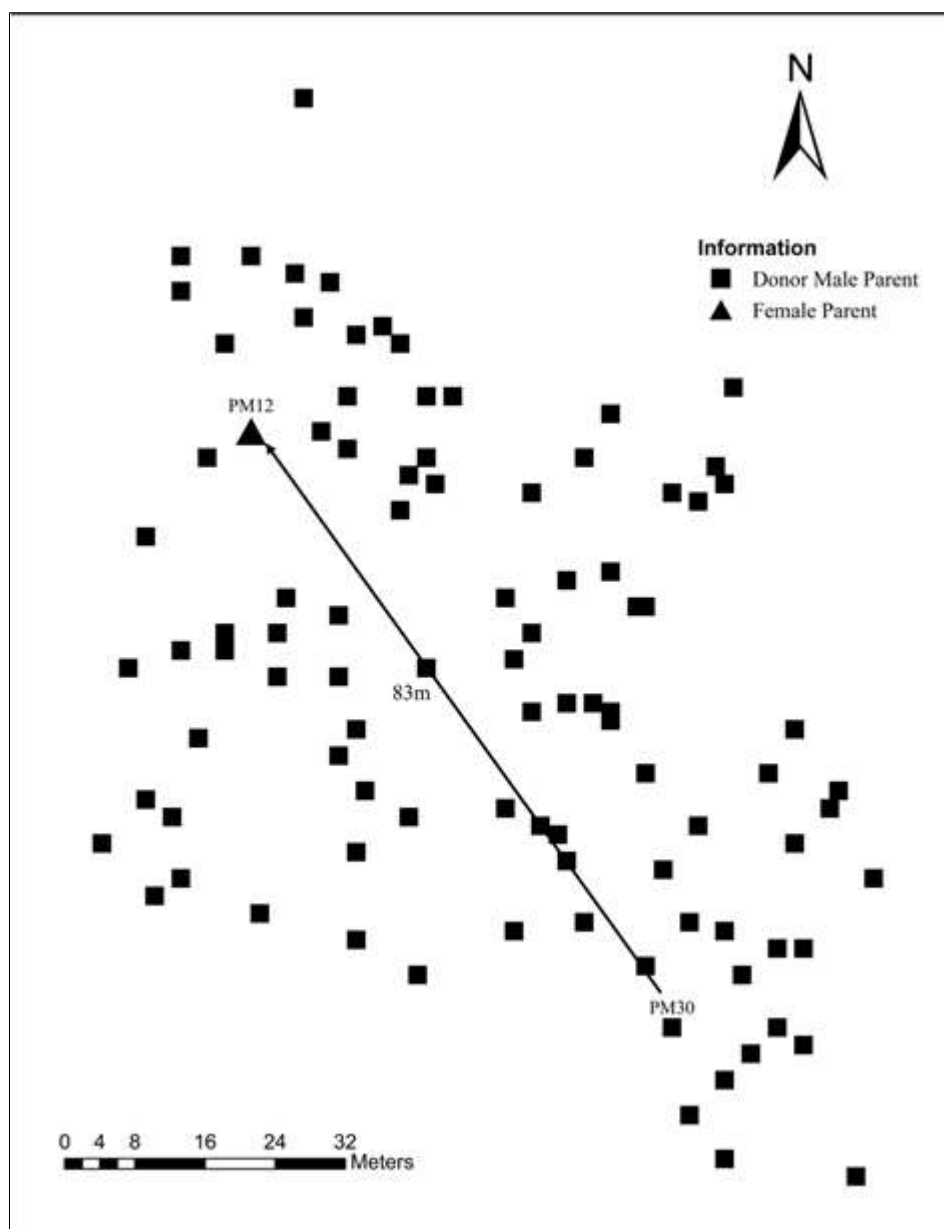 N
Information
Donor Male Parent
Female Parent
PM12
83m
PM30
0 4 8 16 24 32
Meters